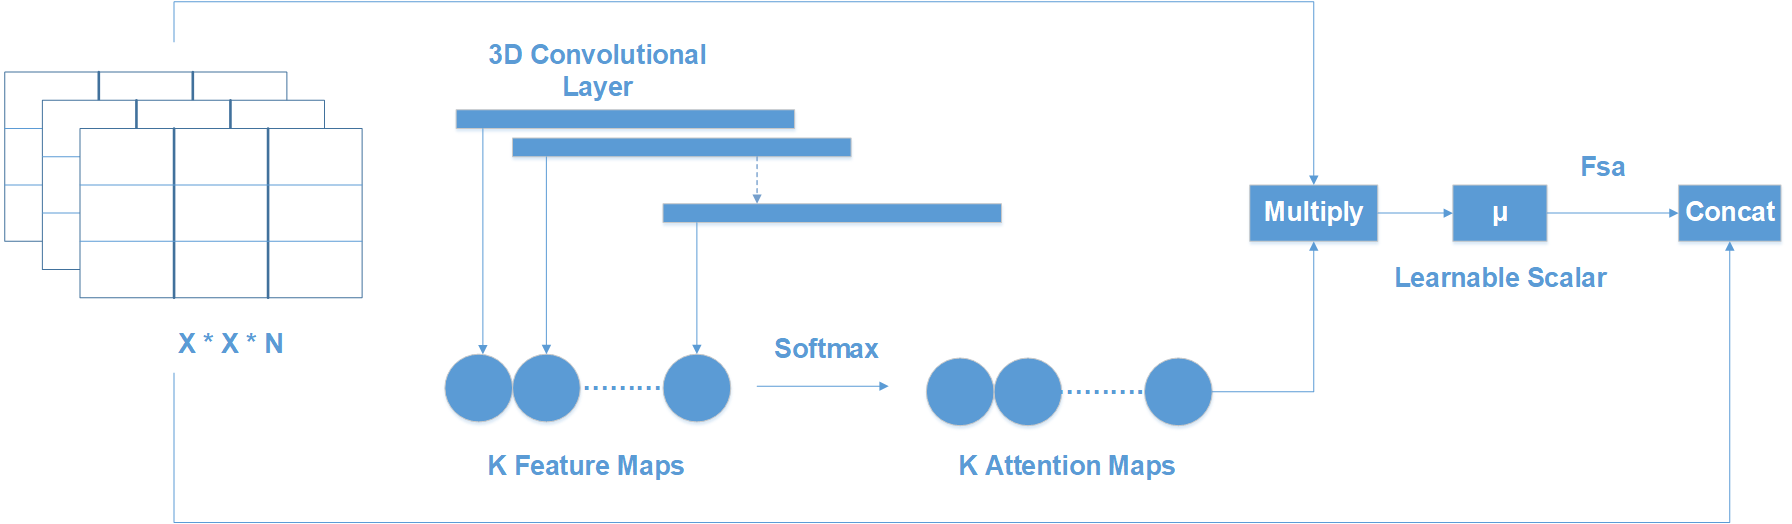 3D Convolutional
Layer
X * X * N
Softmax
K Feature Maps
K Attention Maps
Multiply
μ
Learnable Scalar
Fsa
Concat